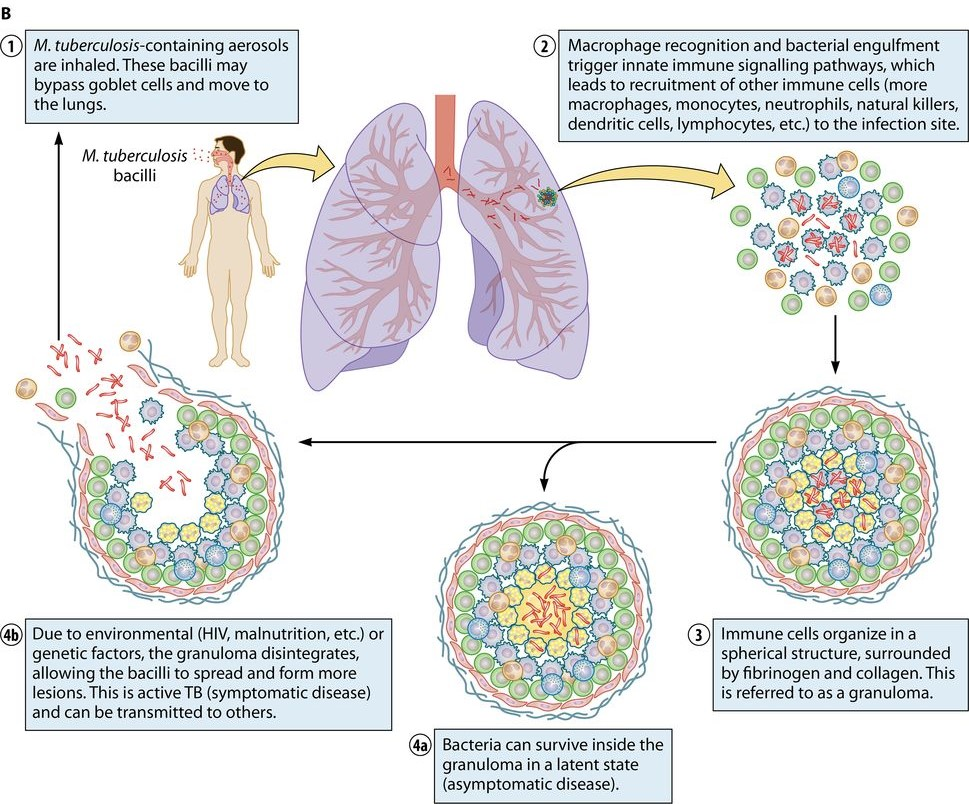 B
1
M. tuberculosis-containing aerosols
are inhaled. These bacilli may
bypass goblet cells and move to
the lungs.
2
Macrophage recognition and bacterial engulfment
trigger innate immune signalling pathways, which
leads to recruitment of other immune cells (more
macrophages, monocytes, neutrophils, natural killers,
dendritic cells, lymphocytes, etc.) to the infection site.
M. tuberculosis
bacilli
3
Immune cells organize in a
spherical structure, surrounded
by fibrinogen and collagen. This
is referred to as a granuloma.
4b
Due to environmental (HIV, malnutrition, etc.) or
genetic factors, the granuloma disintegrates,
allowing the bacilli to spread and form more
lesions. This is active TB (symptomatic disease)
and can be transmitted to others.
4a
Bacteria can survive inside the
granuloma in a latent state
(asymptomatic disease).